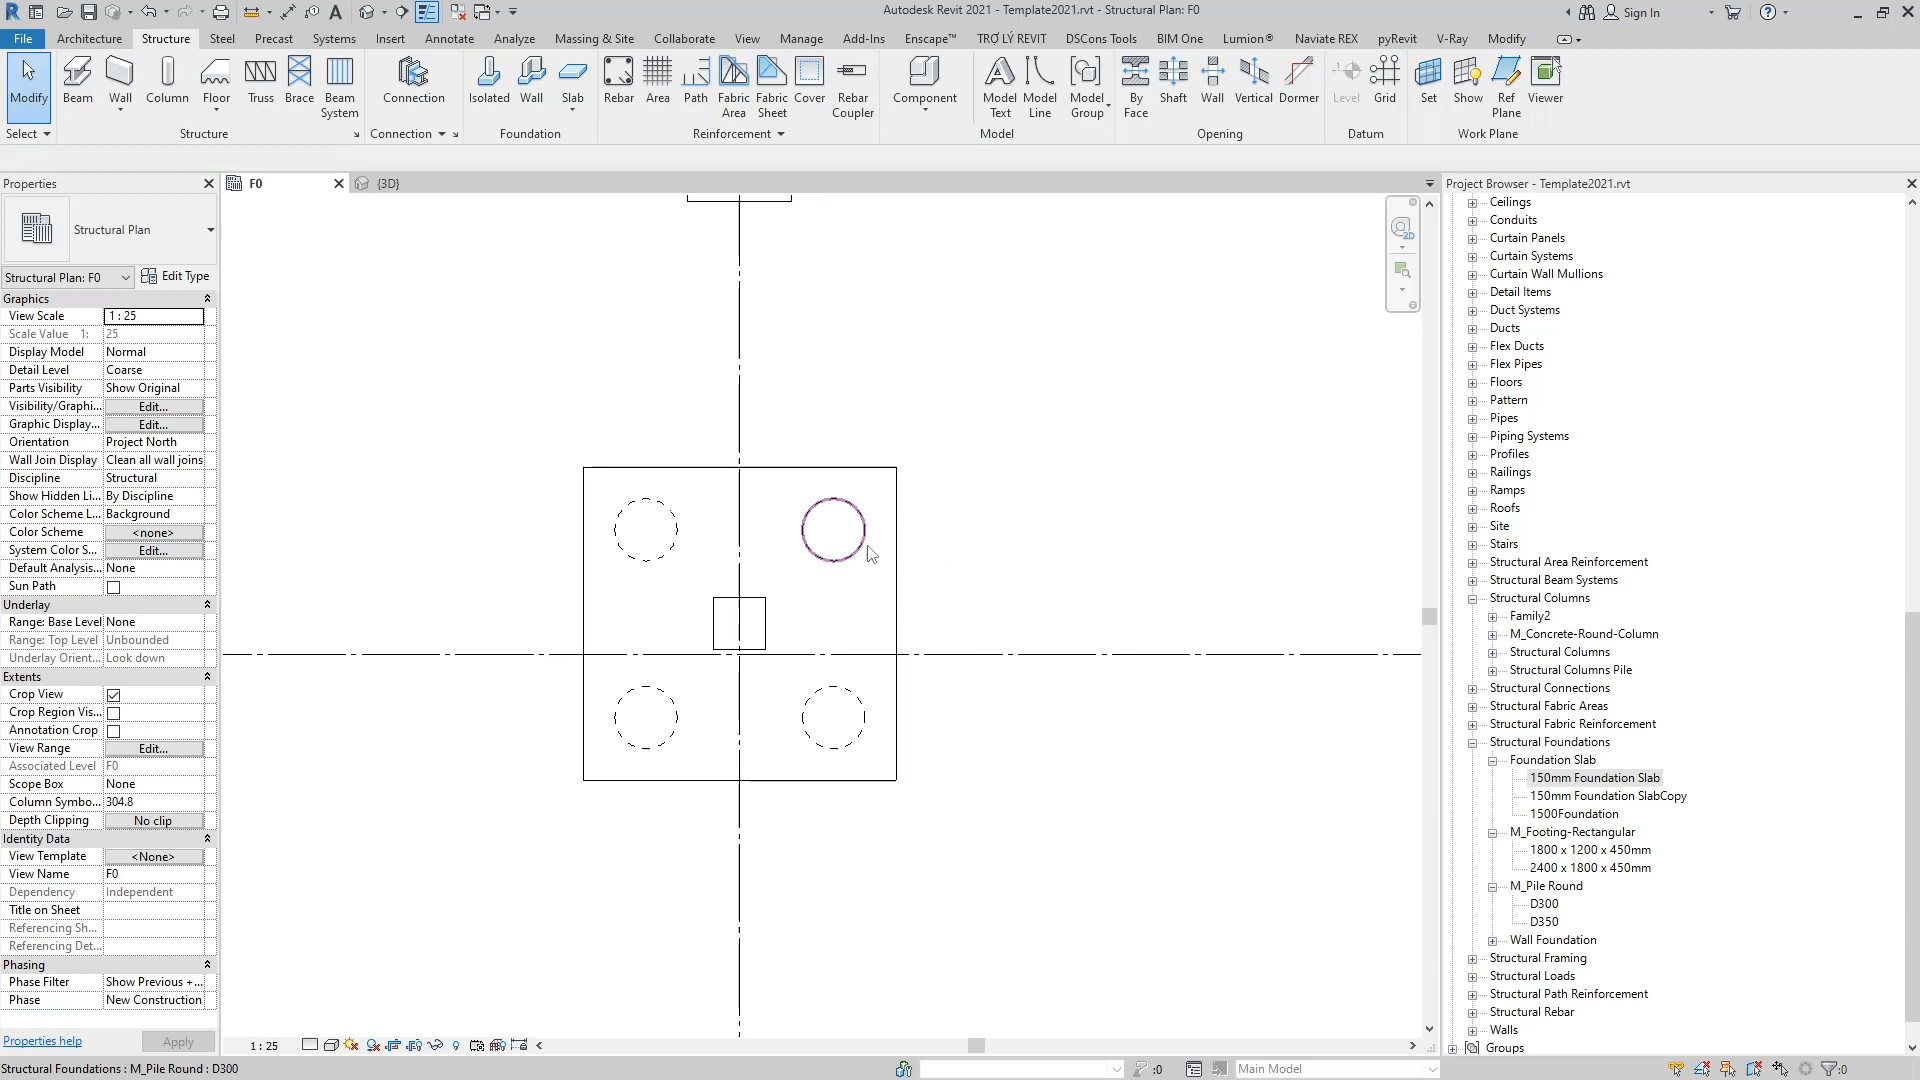 Autodesk Revit 2021 - Template2021.rvt - Structural Plan: F0
Sign In
File Architecture Structure Steel Precast Systems Insert Annotate Analyze Massing & Site Collaborate View Manage Add-Ins Enscape™ TRỢ LÝ REVIT DSCons Tools BIM One Lumion® Naviate REX pyRevit V-Ray Modify
Modify Beam Wall Column Floor Truss Brace Beam System Connection Isolated Wall Slab Rebar Area Path Fabric Area Fabric Sheet Cover Rebar Coupler Component Model Text Model Line Model Group By Face Shaft Wall Vertical Dormer Level Grid Set Show Ref Plane Viewer
Select Structure Connection Foundation Reinforcement Model Opening Datum Work Plane
Properties
F0
{3D}
Project Browser - Template2021.rvt
Structural Plan
Structural Plan: F0
Edit Type
Graphics
View Scale 1 : 25
Scale Value 1: 25
Display Model Normal
Detail Level Coarse
Parts Visibility Show Original
Visibility/Graphi... Edit...
Graphic Display... Edit...
Orientation Project North
Wall Join Display Clean all wall joins
Discipline Structural
Show Hidden Li... By Discipline
Color Scheme L... Background
Color Scheme <none>
System Color S... Edit...
Default Analysis... None
Sun Path
Underlay
Range: Base Level None
Range: Top Level Unbounded
Underlay Orient... Look down
Extents
Crop View
Crop Region Vis...
Annotation Crop
View Range Edit...
Associated Level F0
Scope Box None
Column Symbo... 304.8
Depth Clipping No clip
Identity Data
View Template <None>
View Name F0
Dependency Independent
Title on Sheet
Referencing Sh...
Referencing Det...
Phasing
Phase Filter Show Previous +...
Phase New Construction
Properties help
Apply
2D
Ceilings
Conduits
Curtain Panels
Curtain Systems
Curtain Wall Mullions
Detail Items
Duct Systems
Ducts
Flex Ducts
Flex Pipes
Floors
Pattern
Pipes
Piping Systems
Profiles
Railings
Ramps
Roofs
Site
Stairs
Structural Area Reinforcement
Structural Beam Systems
Structural Columns
Family2
M_Concrete-Round-Column
Structural Columns
Structural Columns Pile
Structural Connections
Structural Fabric Areas
Structural Fabric Reinforcement
Structural Foundations
Foundation Slab
150mm Foundation Slab
150mm Foundation SlabCopy
1500Foundation
M_Footing-Rectangular
1800 x 1200 x 450mm
2400 x 1800 x 450mm
M_Pile Round
D300
D350
Wall Foundation
Structural Framing
Structural Loads
Structural Path Reinforcement
Structural Rebar
Walls
Groups
1 : 25
Structural Foundations : M_Pile Round : D300
:0
Main Model
:0